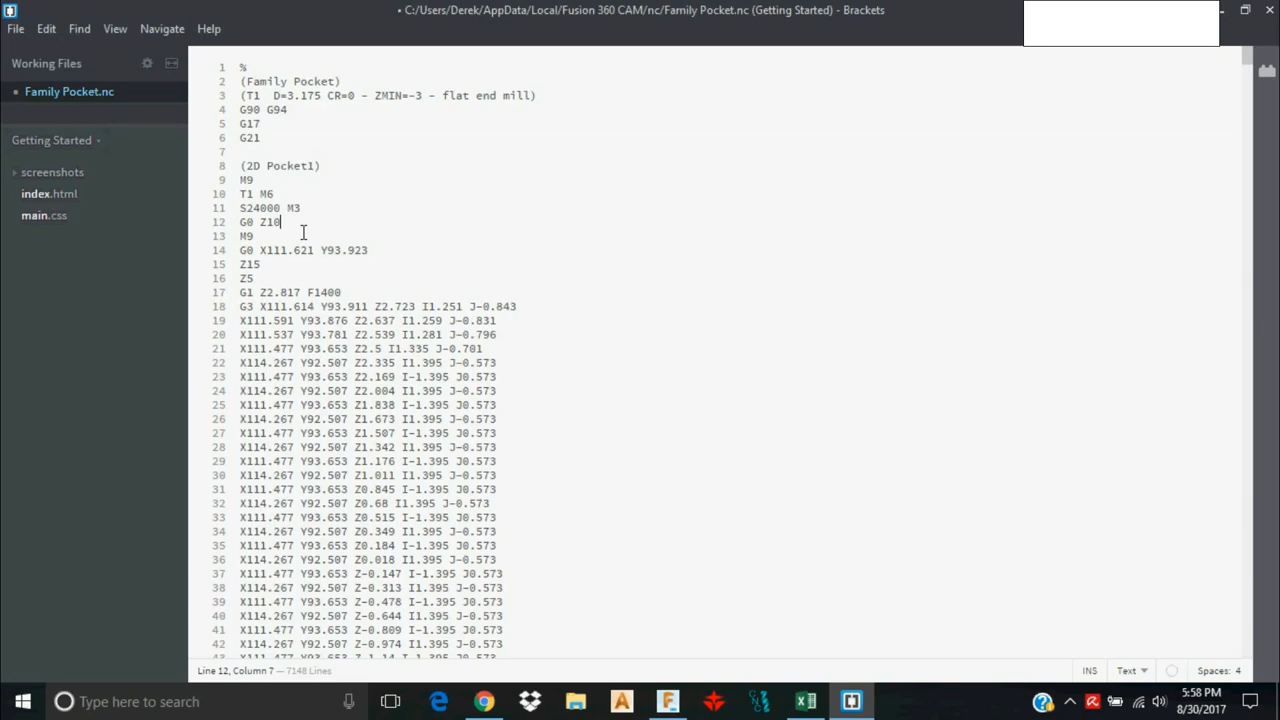 • C:/Users/Derek/AppData/Local/Fusion 360 CAM/nc/Family Pocket.nc (Getting Started) - Brackets
File Edit Find View Navigate Help
Working Files
• Family Pocket.nc
Getting Started
screenshots
index.html
main.css
1 %
2 (Family Pocket)
3 (T1 D=3.175 CR=0 - ZMIN=-3 - flat end mill)
4 G90 G94
5 G17
6 G21
7
8 (2D Pocket1)
9 M9
10 T1 M6
11 S24000 M3
12 G0 Z10
13 M9
14 G0 X111.621 Y93.923
15 Z15
16 Z5
17 G1 Z2.817 F1400
18 G3 X111.614 Y93.911 Z2.723 I1.251 J-0.843
19 X111.591 Y93.876 Z2.637 I1.259 J-0.831
20 X111.537 Y93.781 Z2.539 I1.281 J-0.796
21 X111.477 Y93.653 Z2.5 I1.335 J-0.701
22 X114.267 Y92.507 Z2.335 I1.395 J-0.573
23 X111.477 Y93.653 Z2.169 I-1.395 J0.573
24 X114.267 Y92.507 Z2.004 I1.395 J-0.573
25 X111.477 Y93.653 Z1.838 I-1.395 J0.573
26 X114.267 Y92.507 Z1.673 I1.395 J-0.573
27 X111.477 Y93.653 Z1.507 I-1.395 J0.573
28 X114.267 Y92.507 Z1.342 I1.395 J-0.573
29 X111.477 Y93.653 Z1.176 I-1.395 J0.573
30 X114.267 Y92.507 Z1.011 I1.395 J-0.573
31 X111.477 Y93.653 Z0.845 I-1.395 J0.573
32 X114.267 Y92.507 Z0.68 I1.395 J-0.573
33 X111.477 Y93.653 Z0.515 I-1.395 J0.573
34 X114.267 Y92.507 Z0.349 I1.395 J-0.573
35 X111.477 Y93.653 Z0.184 I-1.395 J0.573
36 X114.267 Y92.507 Z0.018 I1.395 J-0.573
37 X111.477 Y93.653 Z-0.147 I-1.395 J0.573
38 X114.267 Y92.507 Z-0.313 I1.395 J-0.573
39 X111.477 Y93.653 Z-0.478 I-1.395 J0.573
40 X114.267 Y92.507 Z-0.644 I1.395 J-0.573
41 X111.477 Y93.653 Z-0.809 I-1.395 J0.573
42 X114.267 Y92.507 Z-0.974 I1.395 J-0.573
43 X111.477 Y93.653 Z-1.14 I-1.395 J0.573
Line 12, Column 7 — 7148 Lines
INS Text Spaces: 4
Type here to search
5:58 PM
8/30/2017